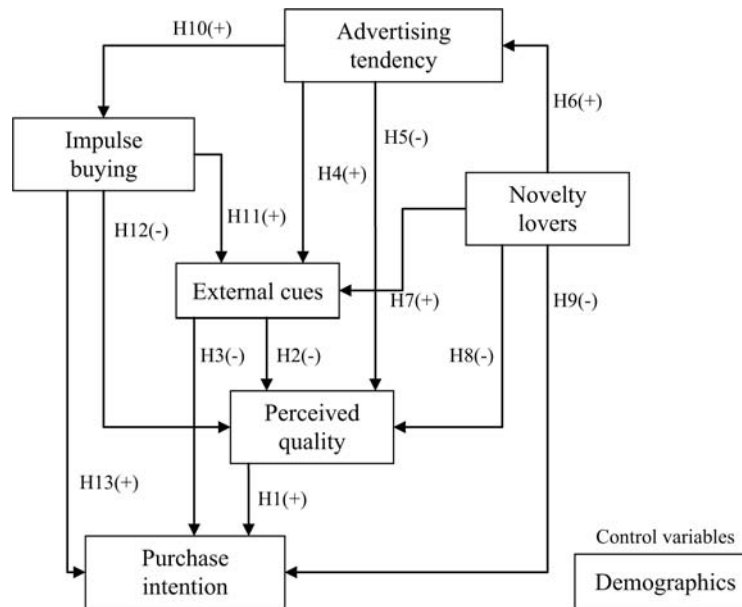 H10(+)
Advertising
tendency
H6(+)
Impulse
buying
H5(-)
H4(+)
Novelty
lovers
H11(+)
H12(-)
External cues
H7(+)
H9(-)
H3(-)
H2(-)
H8(-)
Perceived
quality
H13(+)
H1(+)
Purchase
intention
Control variables
Demographics